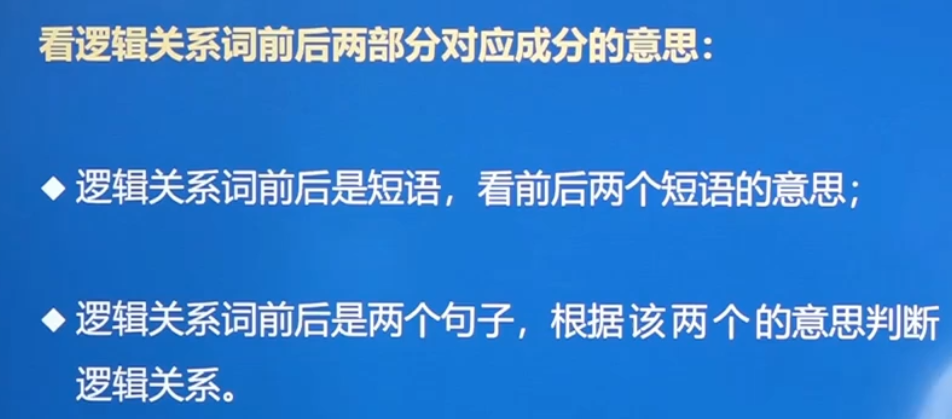 看逻辑关系词前后两部分对应成分的意思：
◆ 逻辑关系词前后是短语，看前后两个短语的意思；
◆ 逻辑关系词前后是两个句子，根据该两个的意思判断
逻辑关系。